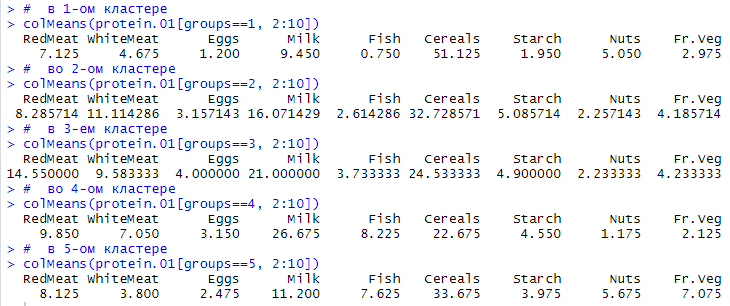 > #  в 1-ом кластере
> colMeans(protein.01[groups==1, 2:10])
  RedMeat WhiteMeat      Eggs      Milk      Fish   Cereals    Starch      Nuts    Fr.Veg
    7.125     4.675     1.200     9.450     0.750    51.125     1.950     5.050     2.975
> #  во 2-ом кластере
> colMeans(protein.01[groups==2, 2:10])
  RedMeat WhiteMeat      Eggs      Milk      Fish   Cereals    Starch      Nuts    Fr.Veg
 8.285714 11.114286  3.157143 16.071429  2.614286 32.728571  5.085714  2.257143  4.185714
> #  в 3-ем кластере
> colMeans(protein.01[groups==3, 2:10])
  RedMeat WhiteMeat      Eggs      Milk      Fish   Cereals    Starch      Nuts    Fr.Veg
14.550000  9.583333  4.000000 21.000000  3.733333 24.533333  4.900000  2.233333  4.233333
> #  во 4-ом кластере
> colMeans(protein.01[groups==4, 2:10])
  RedMeat WhiteMeat      Eggs      Milk      Fish   Cereals    Starch      Nuts    Fr.Veg
    9.850     7.050     3.150    26.675     8.225    22.675     4.550     1.175     2.125
> #  в 5-ом кластере
> colMeans(protein.01[groups==5, 2:10])
  RedMeat WhiteMeat      Eggs      Milk      Fish   Cereals    Starch      Nuts    Fr.Veg
    8.125     3.800     2.475    11.200     7.625    33.675     3.975     5.675     7.075